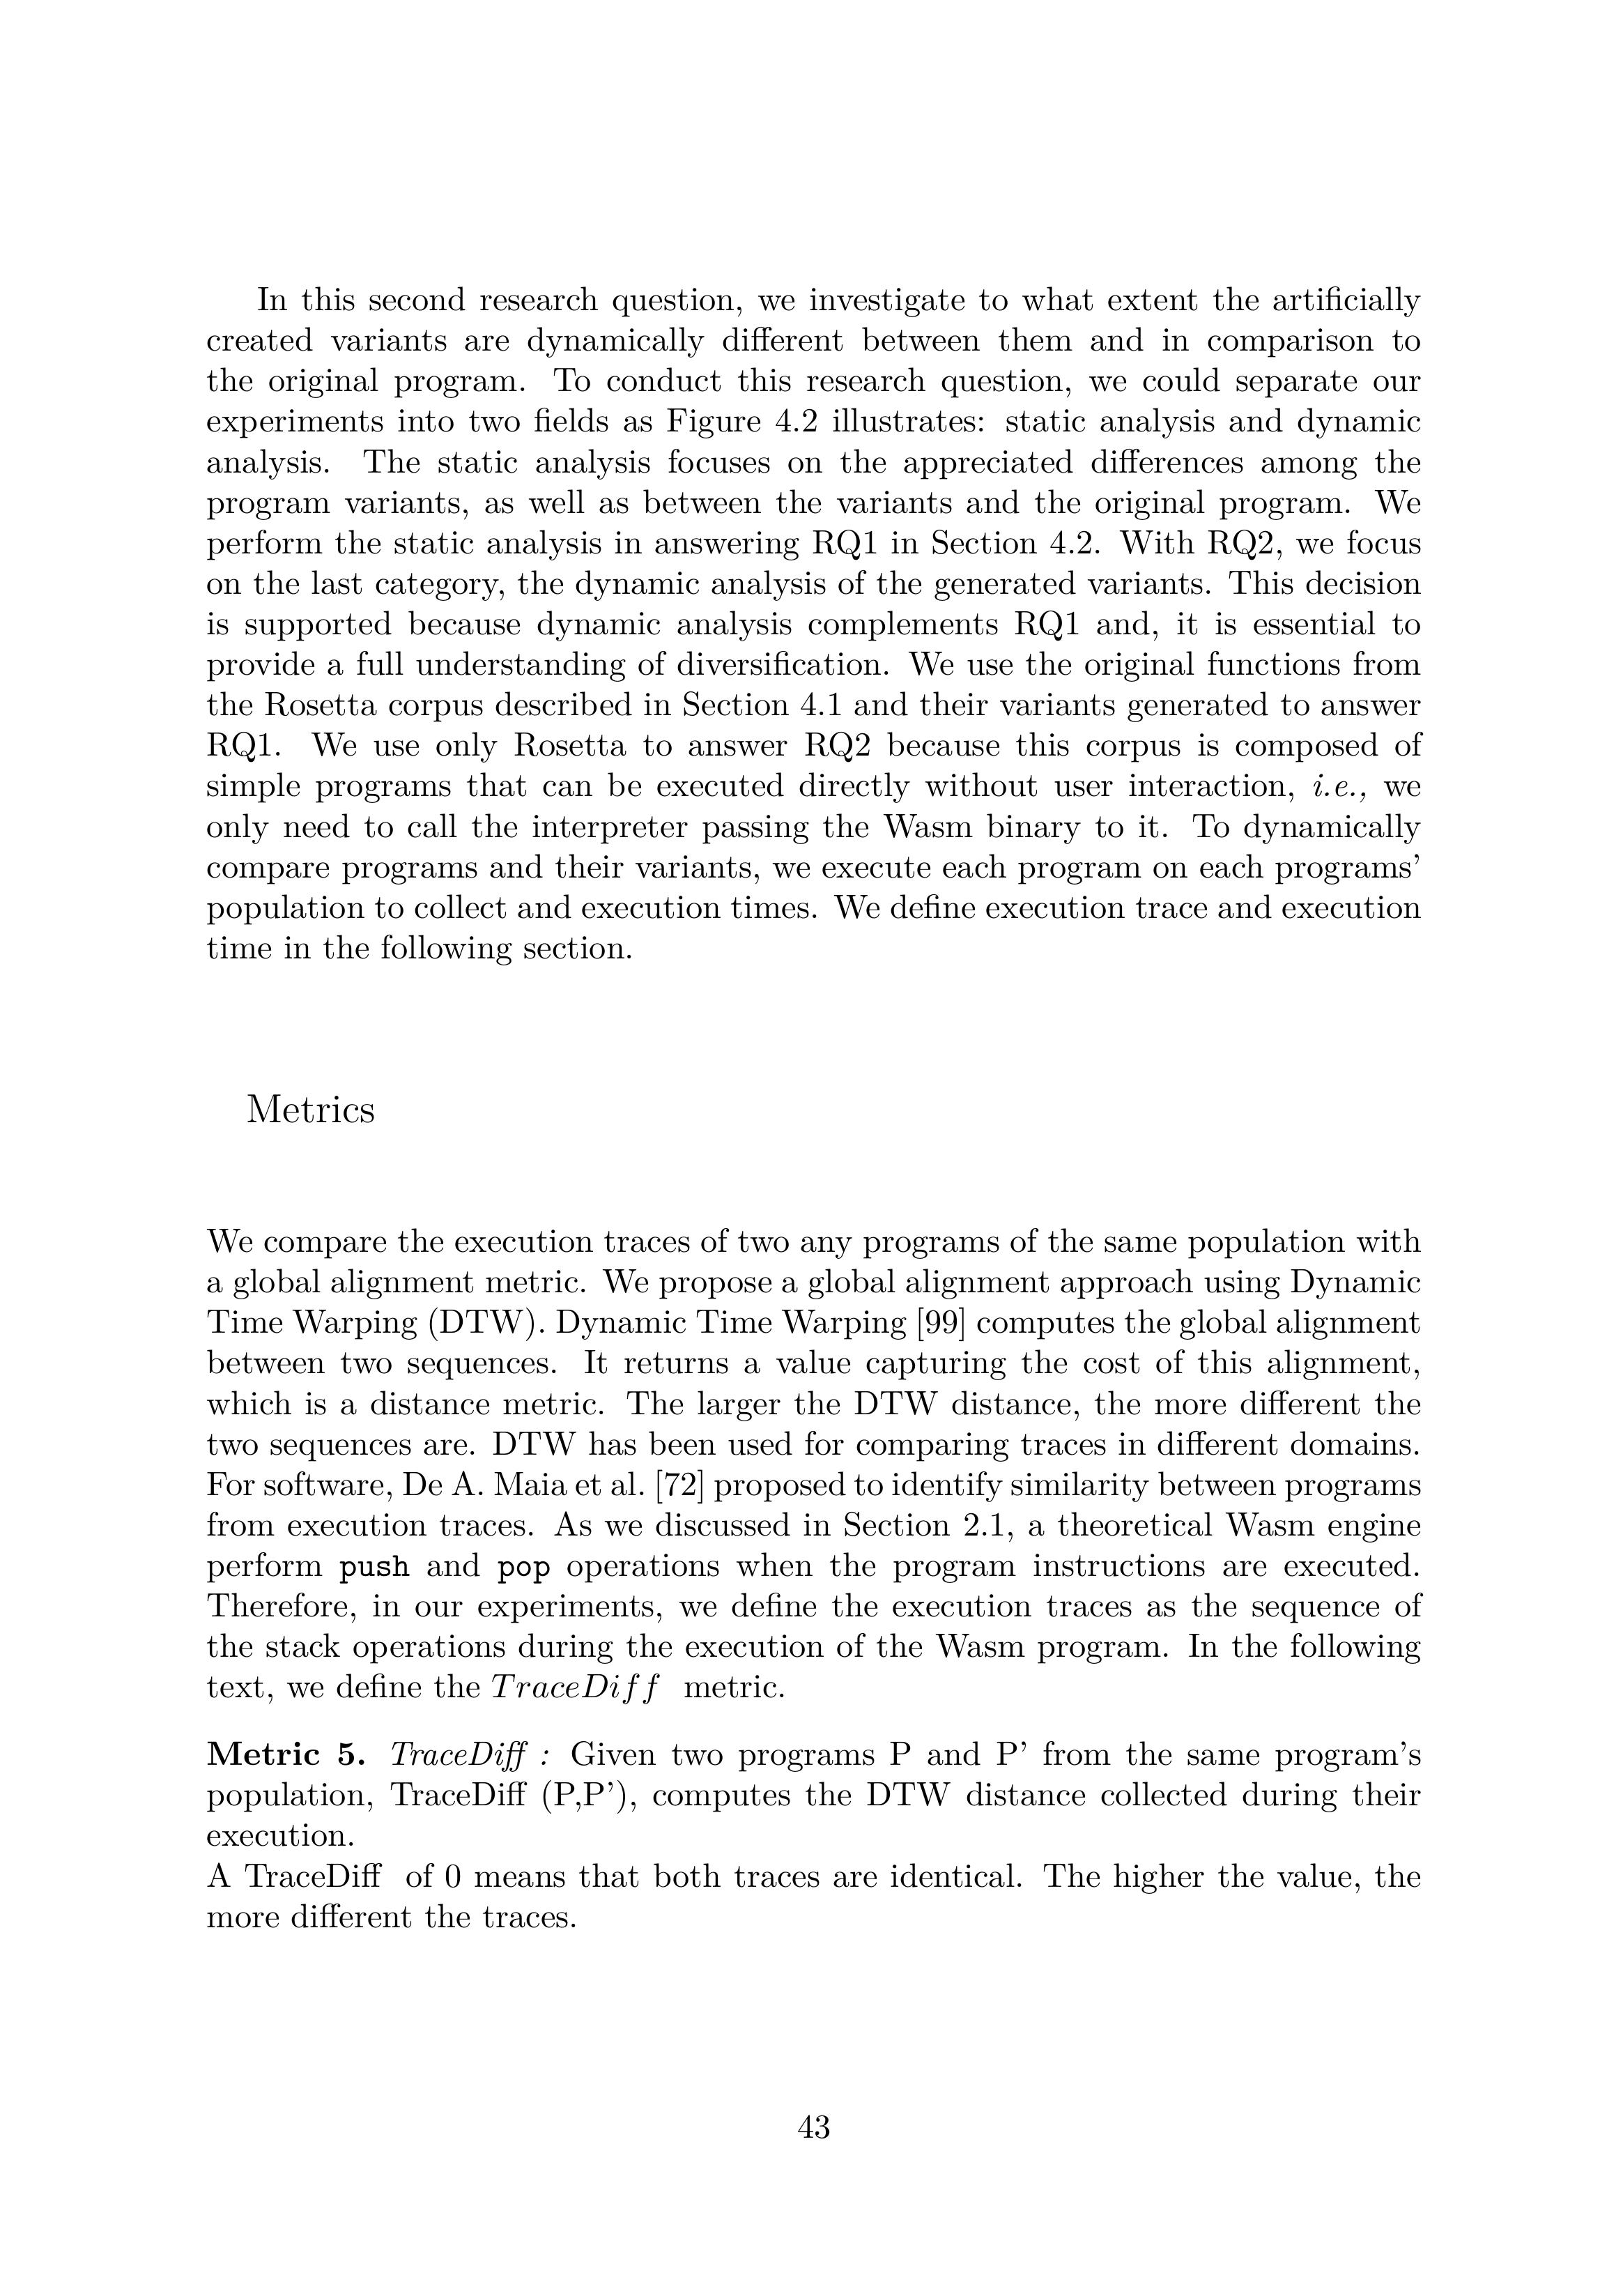 In this second research question, we investigate to what extent the artificially
created variants are dynamically different between them and in comparison to
the original program. To conduct this research question, we could separate our
experiments into two fields as Figure 4.2 illustrates: static analysis and dynamic
analysis. The static analysis focuses on the appreciated differences among the
program variants, as well as between the variants and the original program. We
perform the static analysis in answering RQ1 in Section 4.2. With RQ2, we focus
on the last category, the dynamic analysis of the generated variants. This decision
is supported because dynamic analysis complements RQ1 and, it is essential to
provide a full understanding of diversification. We use the original functions from
the Rosetta corpus described in Section 4.1 and their variants generated to answer
RQ1. We use only Rosetta to answer RQ2 because this corpus is composed of
simple programs that can be executed directly without user interaction, i.e., we
only need to call the interpreter passing the Wasm binary to it. To dynamically
compare programs and their variants, we execute each program on each programs'
population to collect and execution times. We define execution trace and execution
time in the following section.
Metrics
We compare the execution traces of two any programs of the same population with
a global alignment metric. We propose a global alignment approach using Dynamic
Time Warping (DTW). Dynamic Time Warping [99] computes the global alignment
between two sequences. It returns a value capturing the cost of this alignment,
which is a distance metric. The larger the DTW distance, the more different the
two sequences are. DTW has been used for comparing traces in different domains.
For software, De A. Maia et al. [72] proposed to identify similarity between programs
from execution traces. As we discussed in Section 2.1, a theoretical Wasm engine
perform push and pop operations when the program instructions are executed.
Therefore, in our experiments, we define the execution traces as the sequence of
the stack operations during the execution of the Wasm program. In the following
text, we define the TraceDiff metric.
Metric 5. TraceDiff : Given two programs P and P' from the same program's
population, TraceDiff (P,P'), computes the DTW distance collected during their
execution.
A TraceDiff of 0 means that both traces are identical. The higher the value, the
more different the traces.
43